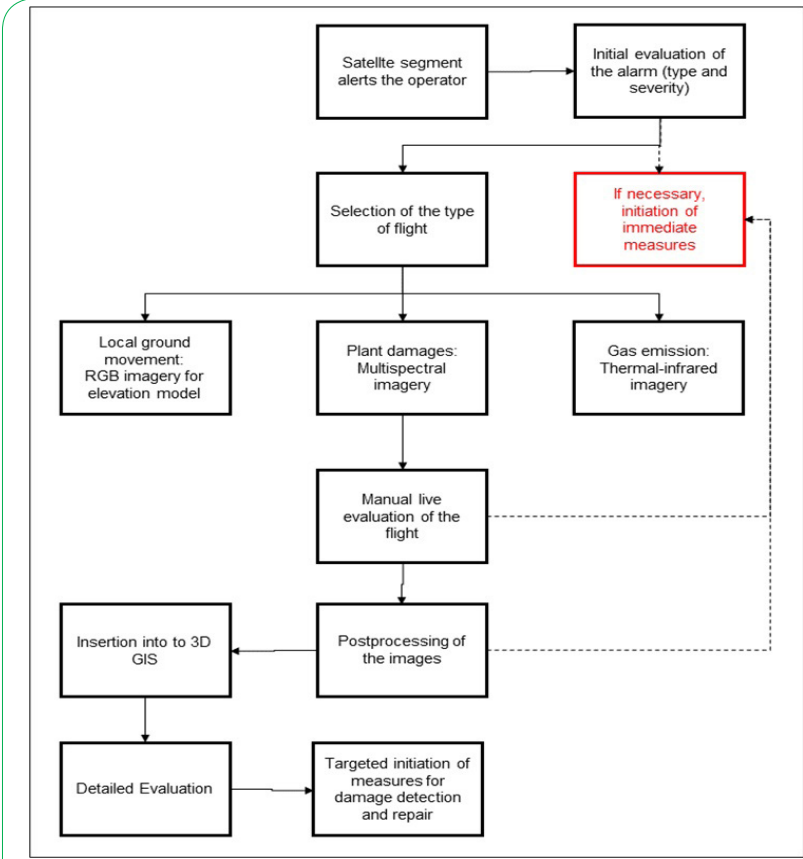 Satellte segment
alerts the operator
Initial evaluation of
the alarm (type and
severity)
Selection of the type
of flight
If necessary,
initiation of
immediate
measures
Local ground
movement:
RGB imagery for
elevation model
Plant damages:
Multispectral
imagery
Gas emission:
Thermal-infrared
imagery
Manual live
evaluation of the
flight
Insertion into to 3D
GIS
Postprocessing of
the images
Detailed Evaluation
Targeted initiation of
measures for
damage detection
and repair